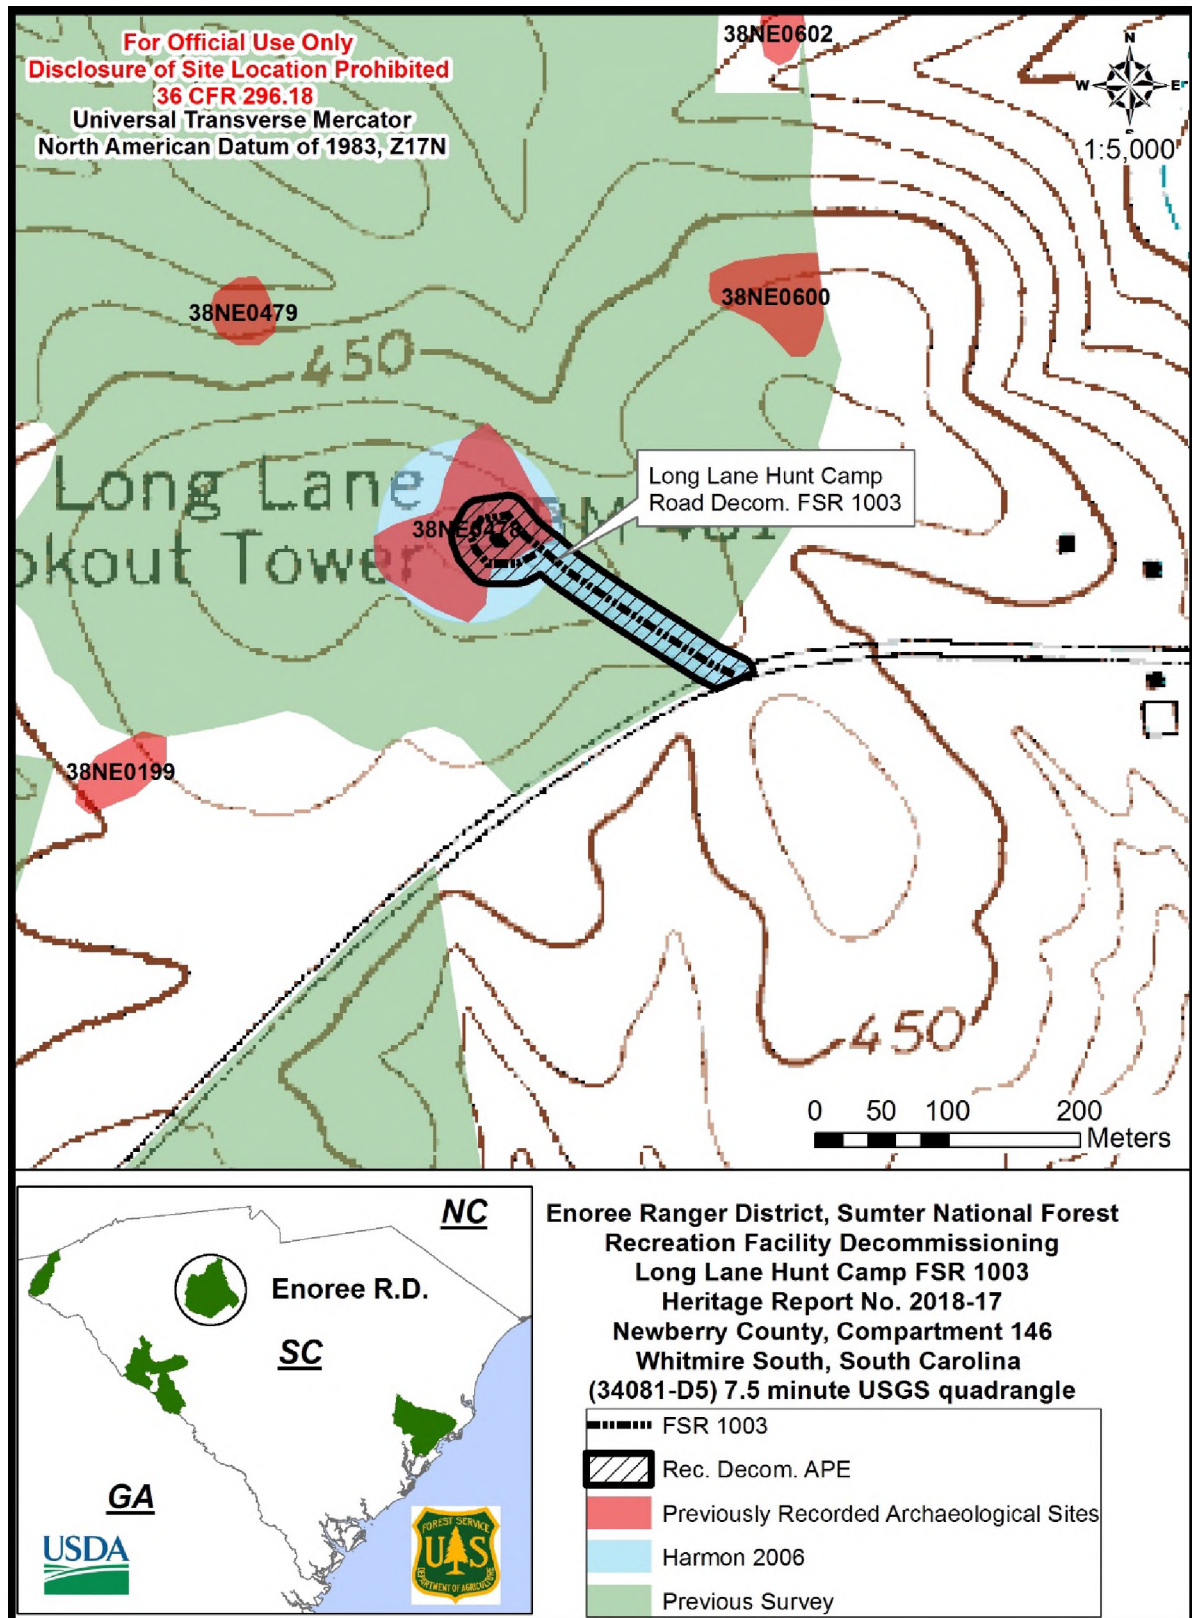 For Official Use Only
Disclosure of Site Location Prohibited
36 CFR 296.18
Universal Transverse Mercator
North American Datum of 1983, Z17N
38NE0602
N
W E
S
1:5,000
38NE0479
38NE0600
450
Long Lane
Long Lane Hunt Camp
Road Decom. FSR 1003
38NE0478
okout Tower
38NE0199
450
0 50 100 200
Meters
NC
Enoree R.D.
SC
GA
USDA
FOREST SERVICE
U S
DEPARTMENT OF AGRICULTURE
Enoree Ranger District, Sumter National Forest
Recreation Facility Decommissioning
Long Lane Hunt Camp FSR 1003
Heritage Report No. 2018-17
Newberry County, Compartment 146
Whitmire South, South Carolina
(34081-D5) 7.5 minute USGS quadrangle
FSR 1003
Rec. Decom. APE
Previously Recorded Archaeological Sites
Harmon 2006
Previous Survey